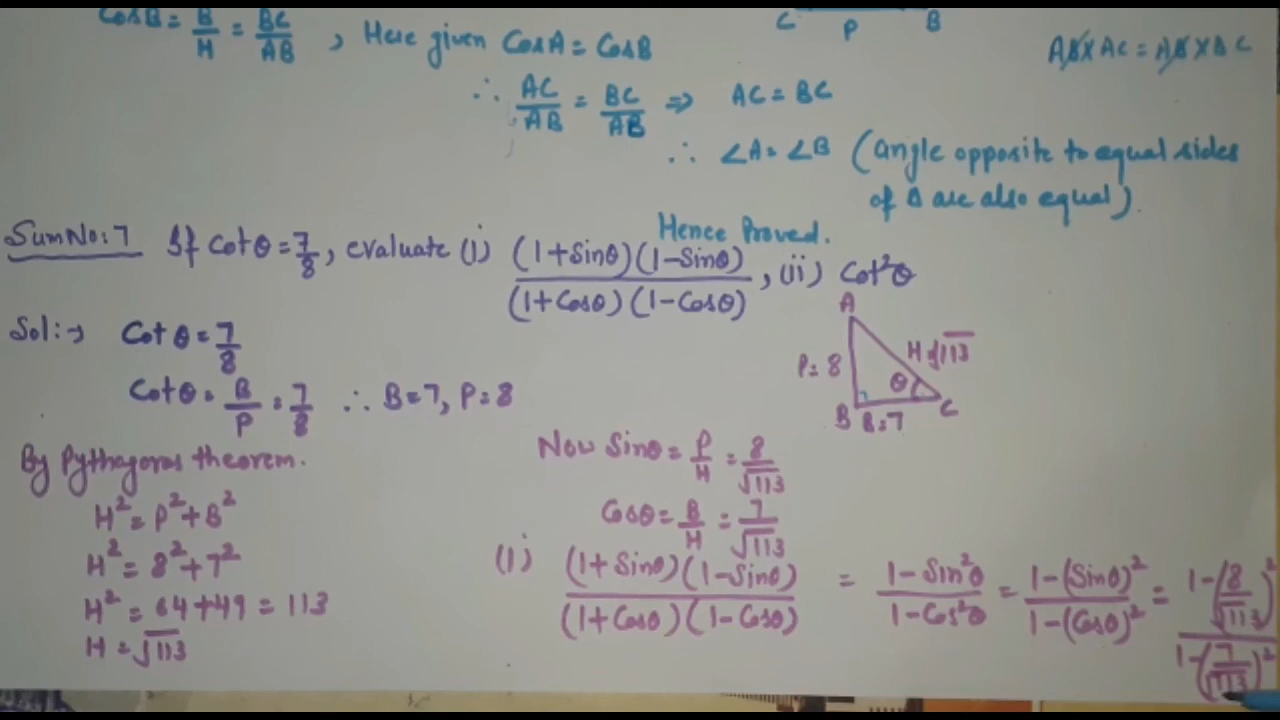 CosB = B/H = BC/AB , Here given CosA = CosB
C P B
AB×AC = AB×BC
∴ AC/AB = BC/AB ⇒ AC = BC
∴ ∠A = ∠B (Angle opposite to equal sides
of Δ are also equal)
Hence Proved.
Sum No:7 If Cotθ = 7/8, evaluate (i) (1+Sinθ)(1-Sinθ)/(1+Cosθ)(1-Cosθ), (ii) Cot²θ
Sol:→ Cotθ = 7/8
Cotθ = B/P = 7/8 ∴ B=7, P=8
A
P=8 H=√113
θ
B B=7 C
By Pythagoras theorem.
H² = P²+B²
H² = 8²+7²
H² = 64+49 = 113
H = √113
Now Sinθ = P/H = 8/√113
Cosθ = B/H = 7/√113
(i) (1+Sinθ)(1-Sinθ)/(1+Cosθ)(1-Cosθ) = 1-Sin²θ/1-Cos²θ = 1-(Sinθ)²/1-(Cosθ)² = 1-(8/√113)²/1-(7/√113)²